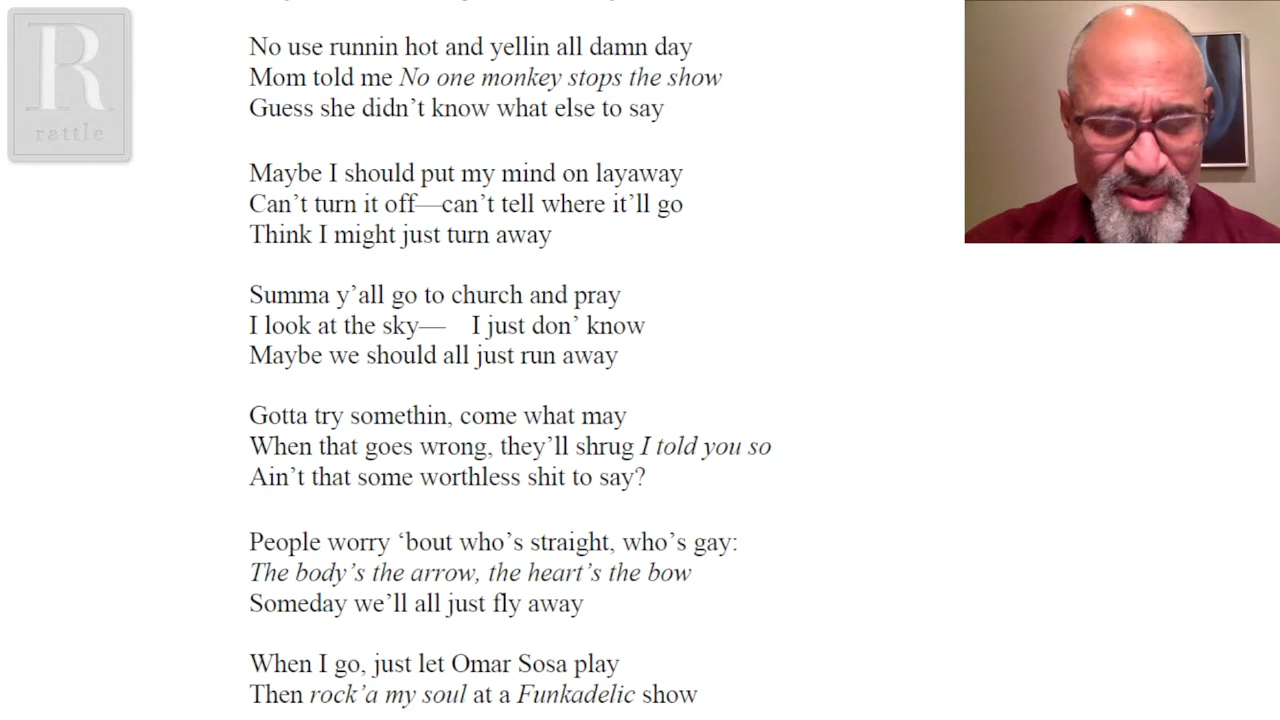 R
rattle
No use runnin hot and yellin all damn day
Mom told me No one monkey stops the show
Guess she didn’t know what else to say
Maybe I should put my mind on layaway
Can’t turn it off—can’t tell where it’ll go
Think I might just turn away
Summa y’all go to church and pray
I look at the sky— I just don’ know
Maybe we should all just run away
Gotta try somethin, come what may
When that goes wrong, they’ll shrug I told you so
Ain’t that some worthless shit to say?
People worry ‘bout who’s straight, who’s gay:
The body’s the arrow, the heart’s the bow
Someday we’ll all just fly away
When I go, just let Omar Sosa play
Then rock’a my soul at a Funkadelic show